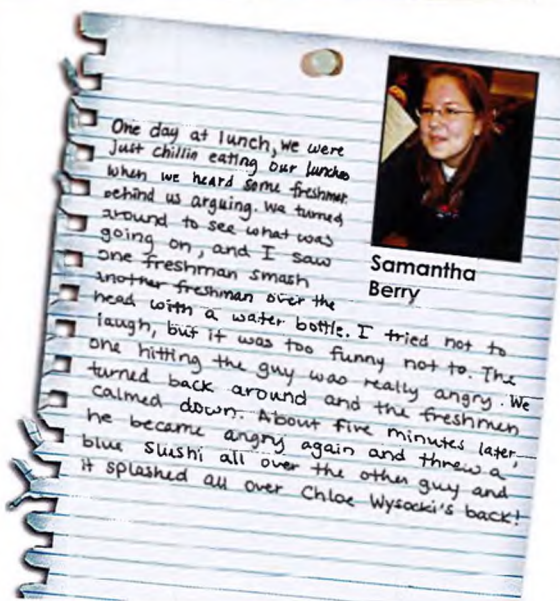 One day at lunch, we were
just chillin eating our lunches
when we heard some freshmen
behind us arguing. We turned
around to see what was
going on, and I saw
one freshman smash
another freshman over the
head with a water bottle. I tried not to
laugh, but it was too funny not to. The
one hitting the guy was really angry. We
turned back around and the freshmen
calmed down. About five minutes later,
he became angry again and threw a
blue slushi all over the other guy and
it splashed all over Chloe Wysocki's back!
Samantha
Berry